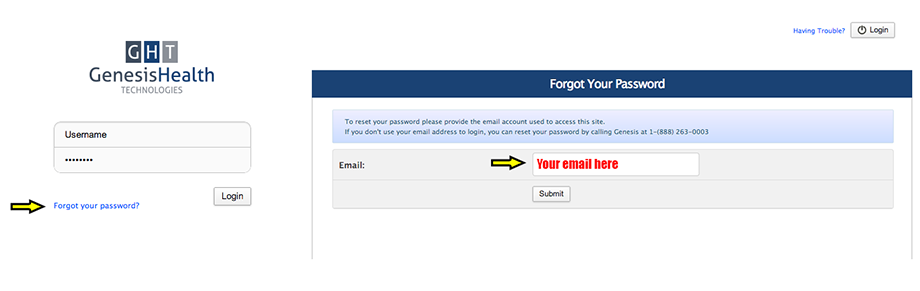 GHT
GenesisHealth
TECHNOLOGIES
Username
••••••••
Login
Forgot your password?
Having Trouble?
Login
Forgot Your Password
To reset your password please provide the email account used to access this site.
If you don't use your email address to login, you can reset your password by calling Genesis at 1-(888) 263-0003
Email:
Your email here
Submit